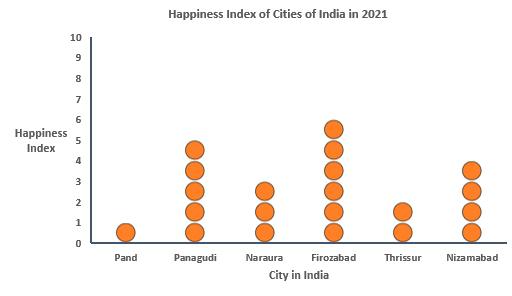 Happiness Index of Cities of India in 2021
10
9
8
7
6
5
4
3
2
1
0
Happiness
Index
Pand Panagudi Naraura Firozabad Thrissur Nizamabad
City in India